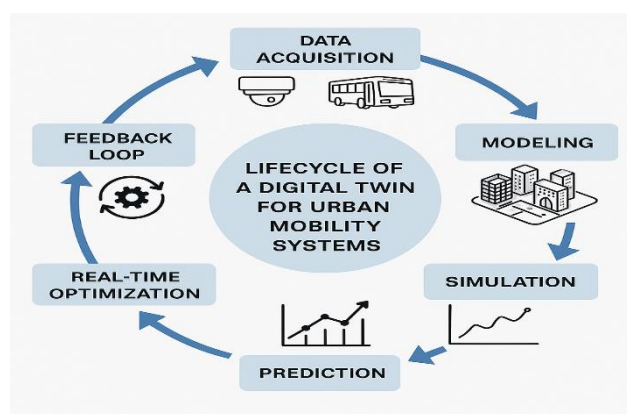 DATA
ACQUISITION
MODELING
SIMULATION
PREDICTION
REAL-TIME
OPTIMIZATION
FEEDBACK
LOOP
LIFECYCLE OF
A DIGITAL TWIN
FOR URBAN
MOBILITY
SYSTEMS